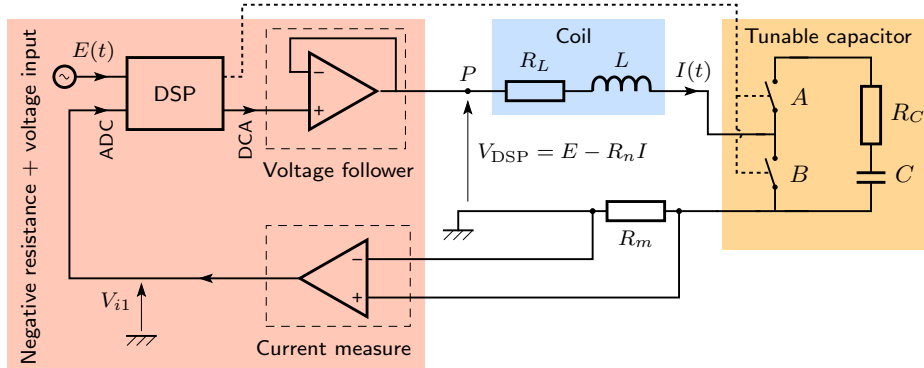 Negative resistance + voltage input
E(t)
DSP
ADC
DCA
−
+
Voltage follower
P
Coil
R_L
L
I(t)
Tunable capacitor
A
B
R_C
C
V_DSP = E − R_n I
R_m
V_i1
−
+
Current measure